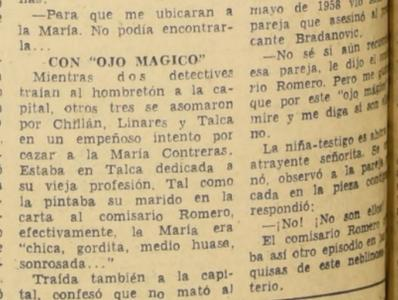 —Para que me ubicaran a
la María. No podía encontrar-
la...
CON "OJO MAGICO"
Mientras dos detectives
traían al hombretón a la ca-
pital, otros tres se asomaron
por Chillán, Linares y Talca
en un empeñoso intento por
cazar a la María Contreras.
Estaba en Talca dedicada a
su vieja profesión. Tal como
la pintaba su marido en la
carta al comisario Romero,
efectivamente, la María era
"chica, gordita, medio huasa,
sonrosada..."
Traída también a la capi-
tal, confesó que no mató al
mayo de 1958 vio
pareja que asesinó al
cante Bradanovic.
—No sé si aún
esa pareja, le dijo el
rio Romero. Pero me
que por este "ojo
mire y me diga si son
no.
La niña-testigo es
atrayente señorita. Se
nó, observó a la
cada en la pieza
respondió:
—¡No! ¡No son
El comisario Romero
ba así otro episodio en
quisas de este
terio.